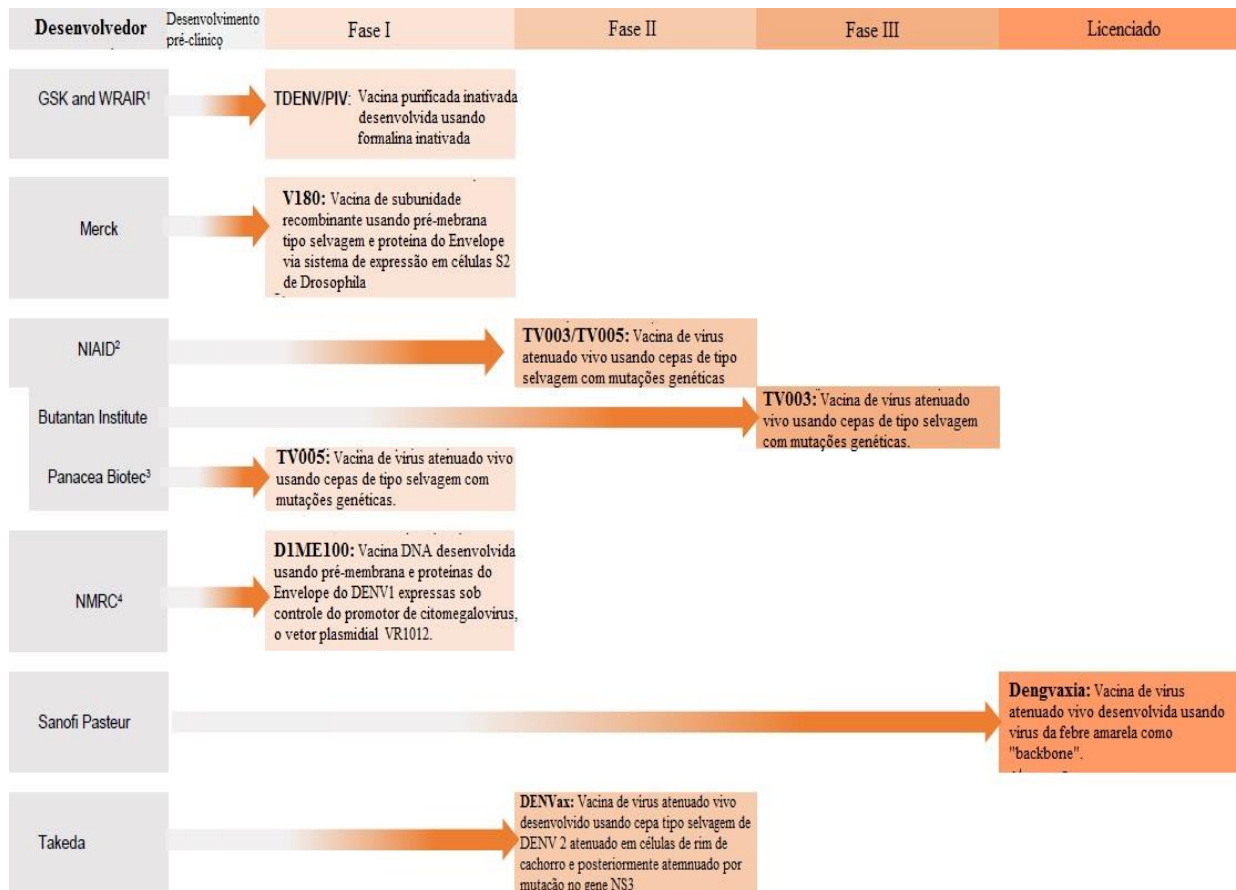 Desenvolvedor
Desenvolvimento
pré-clínico
Fase I
Fase II
Fase III
Licenciado
GSK and WRAIR¹
TDENV/PIV: Vacina purificada inativada
desenvolvida usando
formalina inativada
Merck
V180: Vacina de subunidade
recombinante usando pré-mebrana
tipo selvagem e proteina do Envelope
via sistema de expressão em células S2
de Drosophila
NIAID²
TV003/TV005: Vacina de vírus
atenuado vivo usando cepas de tipo
selvagem com mutações genéticas
Butantan Institute
TV003: Vacina de vírus atenuado
vivo usando cepas de tipo selvagem
com mutações genéticas.
Panacea Biotec³
TV005: Vacina de vírus atenuado vivo
usando cepas de tipo selvagem com
mutações genéticas.
NMRC⁴
D1ME100: Vacina DNA desenvolvida
usando pré-membrana e proteínas do
Envelope do DENV1 expressas sob
controle do promotor de citomegalovírus,
o vetor plasmidial VR1012.
Sanofi Pasteur
Dengvaxia: Vacina de vírus
atenuado vivo desenvolvida usando
vírus da febre amarela como
"backbone".
Takeda
DENVax: Vacina de vírus atenuado vivo
desenvolvido usando cepa tipo selvagem de
DENV 2 atenuado em células de rim de
cachorro e posteriormente atemnuado por
mutação no gene NS3